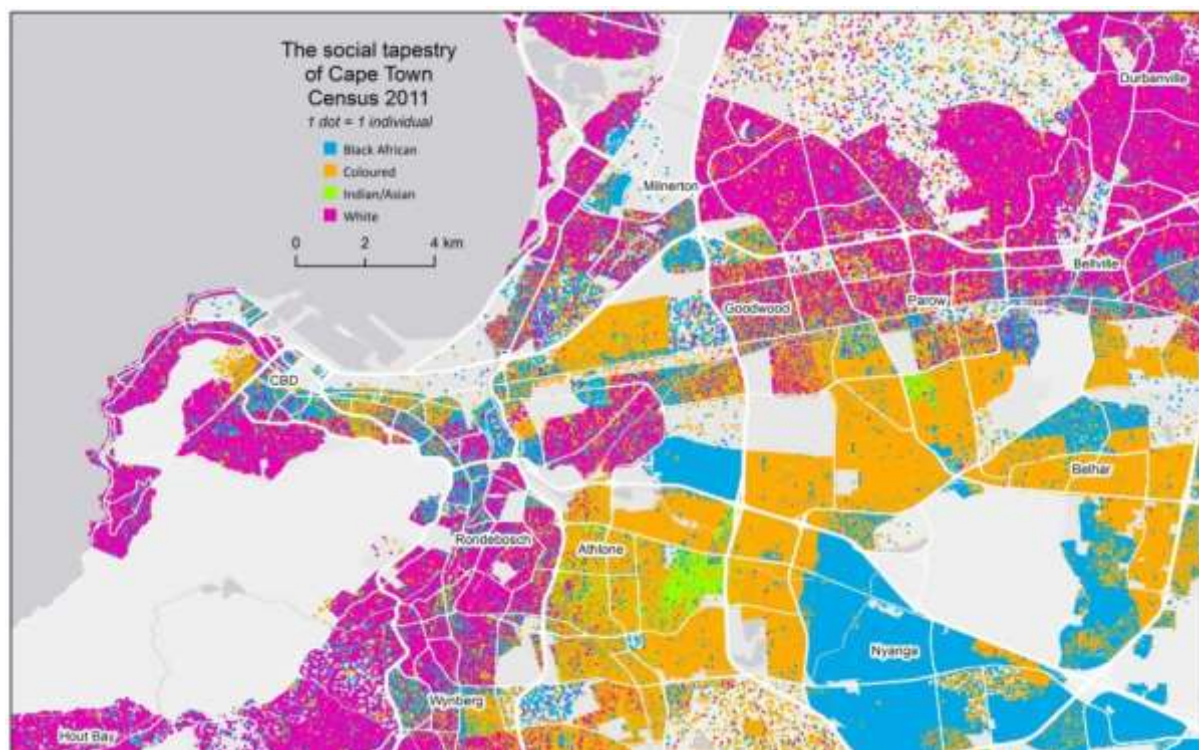 The social tapestry
of Cape Town
Census 2011
1 dot = 1 individual
Black African
Coloured
Indian/Asian
White
0 2 4 km
Durbanville
Milnerton
Bellville
Goodwood
Parow
CBD
Belhar
Rondebosch
Athlone
Nyanga
Wynberg
Hout Bay